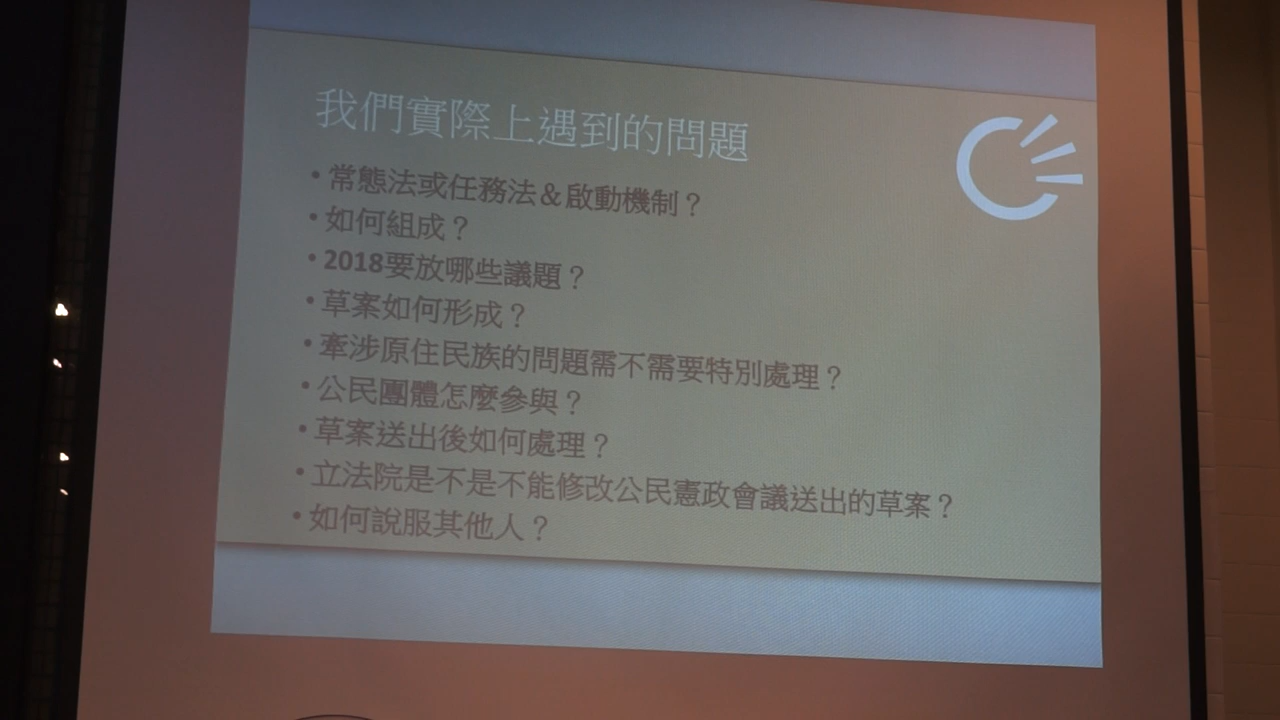 我們實際上遇到的問題
•常態法或任務法＆啟動機制？
•如何組成？
•2018要放哪些議題？
•草案如何形成？
•牽涉原住民族的問題需不需要特別處理？
•公民團體怎麼參與？
•草案送出後如何處理？
•立法院是不是不能修改公民憲政會議送出的草案？
•如何說服其他人？